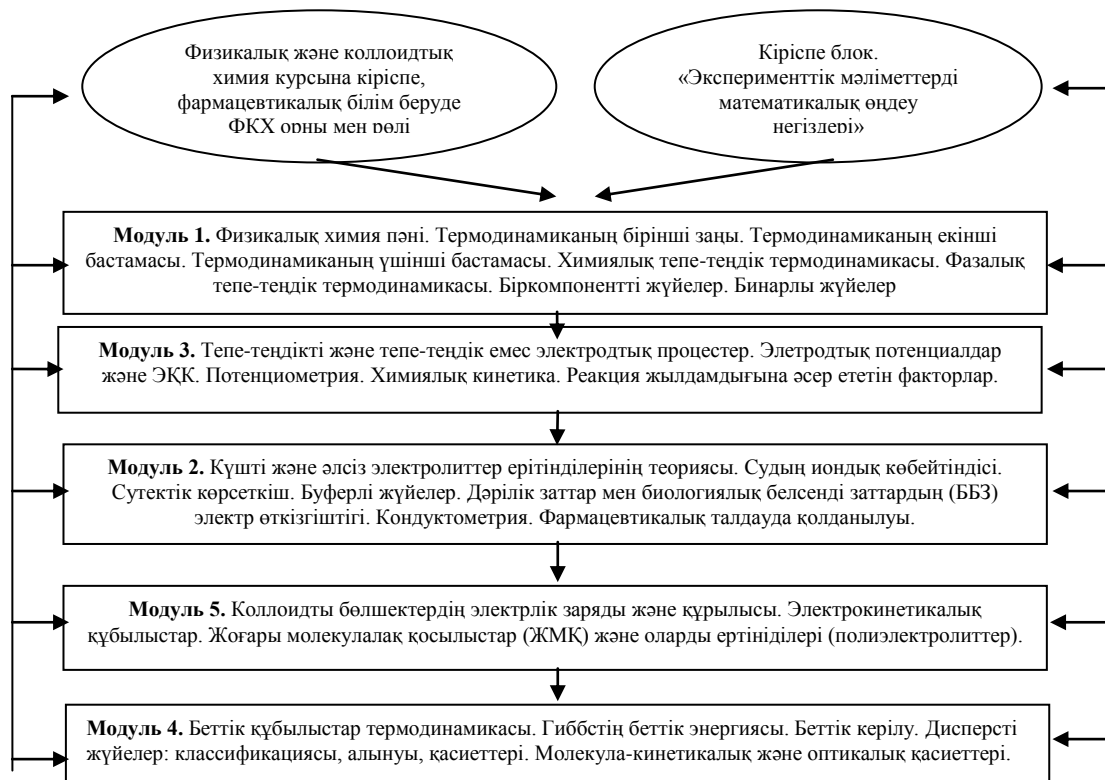 Физикалық және коллоидтық
химия курсына кіріспе,
фармацевтикалық білім беруде
ФКХ орны мен рөлі
Кіріспе блок.
«Эксперименттік мәліметтерді
математикалық өңдеу
негіздері»
Модуль 1. Физикалық химия пәні. Термодинамиканың бірінші заңы. Термодинамиканың екінші
бастамасы. Термодинамиканың үшінші бастамасы. Химиялық тепе-теңдік термодинамикасы. Фазалық
тепе-теңдік термодинамикасы. Біркомпонентті жүйелер. Бинарлы жүйелер
Модуль 3. Тепе-теңдікті және тепе-теңдік емес электродтық процестер. Элетродтық потенциалдар
және ЭҚК. Потенциометрия. Химиялық кинетика. Реакция жылдамдығына әсер ететін факторлар.
Модуль 2. Күшті және әлсіз электролиттер ерітінділерінің теориясы. Судың иондық көбейтіндісі.
Сутектік көрсеткіш. Буферлі жүйелер. Дәрілік заттар мен биологиялық белсенді заттардың (ББЗ)
электр өткізгіштігі. Кондуктометрия. Фармацевтикалық талдауда қолданылуы.
Модуль 5. Коллоидты бөлшектердің электрлік заряды және құрылысы. Электрокинетикалық
құбылыстар. Жоғары молекулалақ қосылыстар (ЖМҚ) және оларды ертініділері (полиэлектролиттер).
Модуль 4. Беттік құбылыстар термодинамикасы. Гиббстің беттік энергиясы. Беттік керілу. Дисперсті
жүйелер: классификациясы, алынуы, қасиеттері. Молекула-кинетикалық және оптикалық қасиеттері.